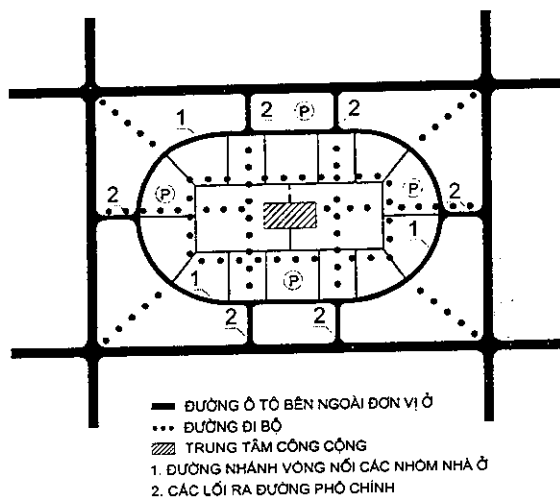 2 P 2
1
2 P P 2
1
1 P
2 2
ĐƯỜNG Ô TÔ BÊN NGOÀI ĐƠN VỊ Ở
ĐƯỜNG ĐI BỘ
TRUNG TÂM CÔNG CỘNG
1. ĐƯỜNG NHÁNH VÒNG NỐI CÁC NHÓM NHÀ Ở
2. CÁC LỐI RA ĐƯỜNG PHỐ CHÍNH